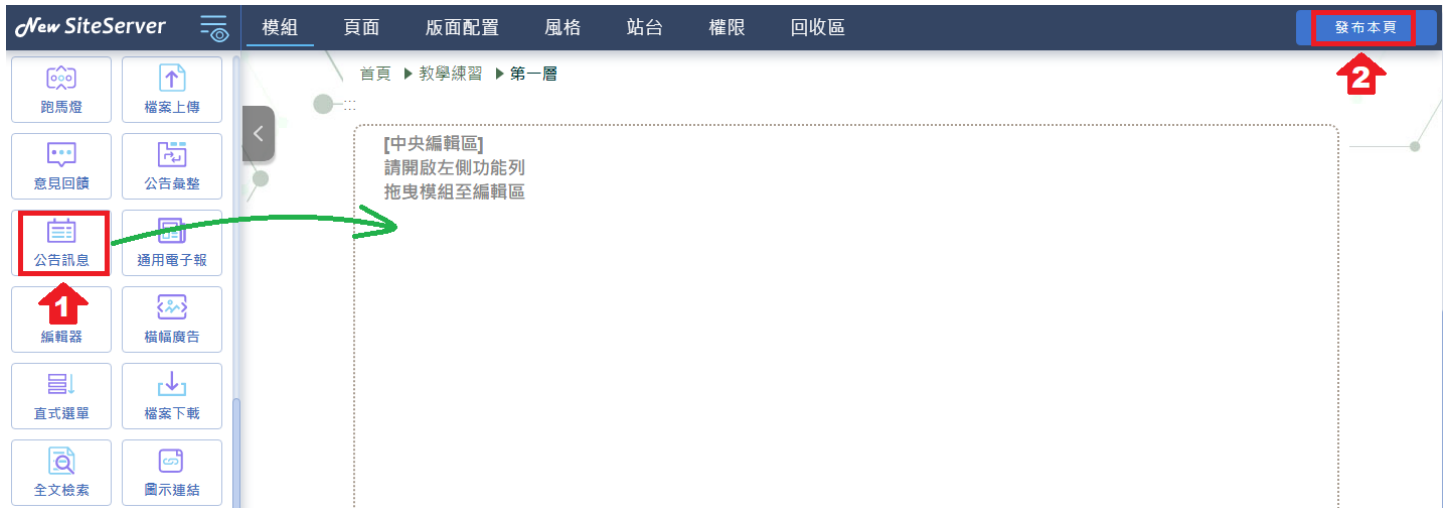 New SiteServer
模組
頁面
版面配置
風格
站台
權限
回收區
發布本頁
2
首頁 ▶ 教學練習 ▶ 第一層
:::
跑馬燈
檔案上傳
意見回饋
公告彙整
公告訊息
通用電子報
1
編輯器
橫幅廣告
直式選單
檔案下載
全文檢索
圖示連結
[中央編輯區]
請開啟左側功能列
拖曳模組至編輯區